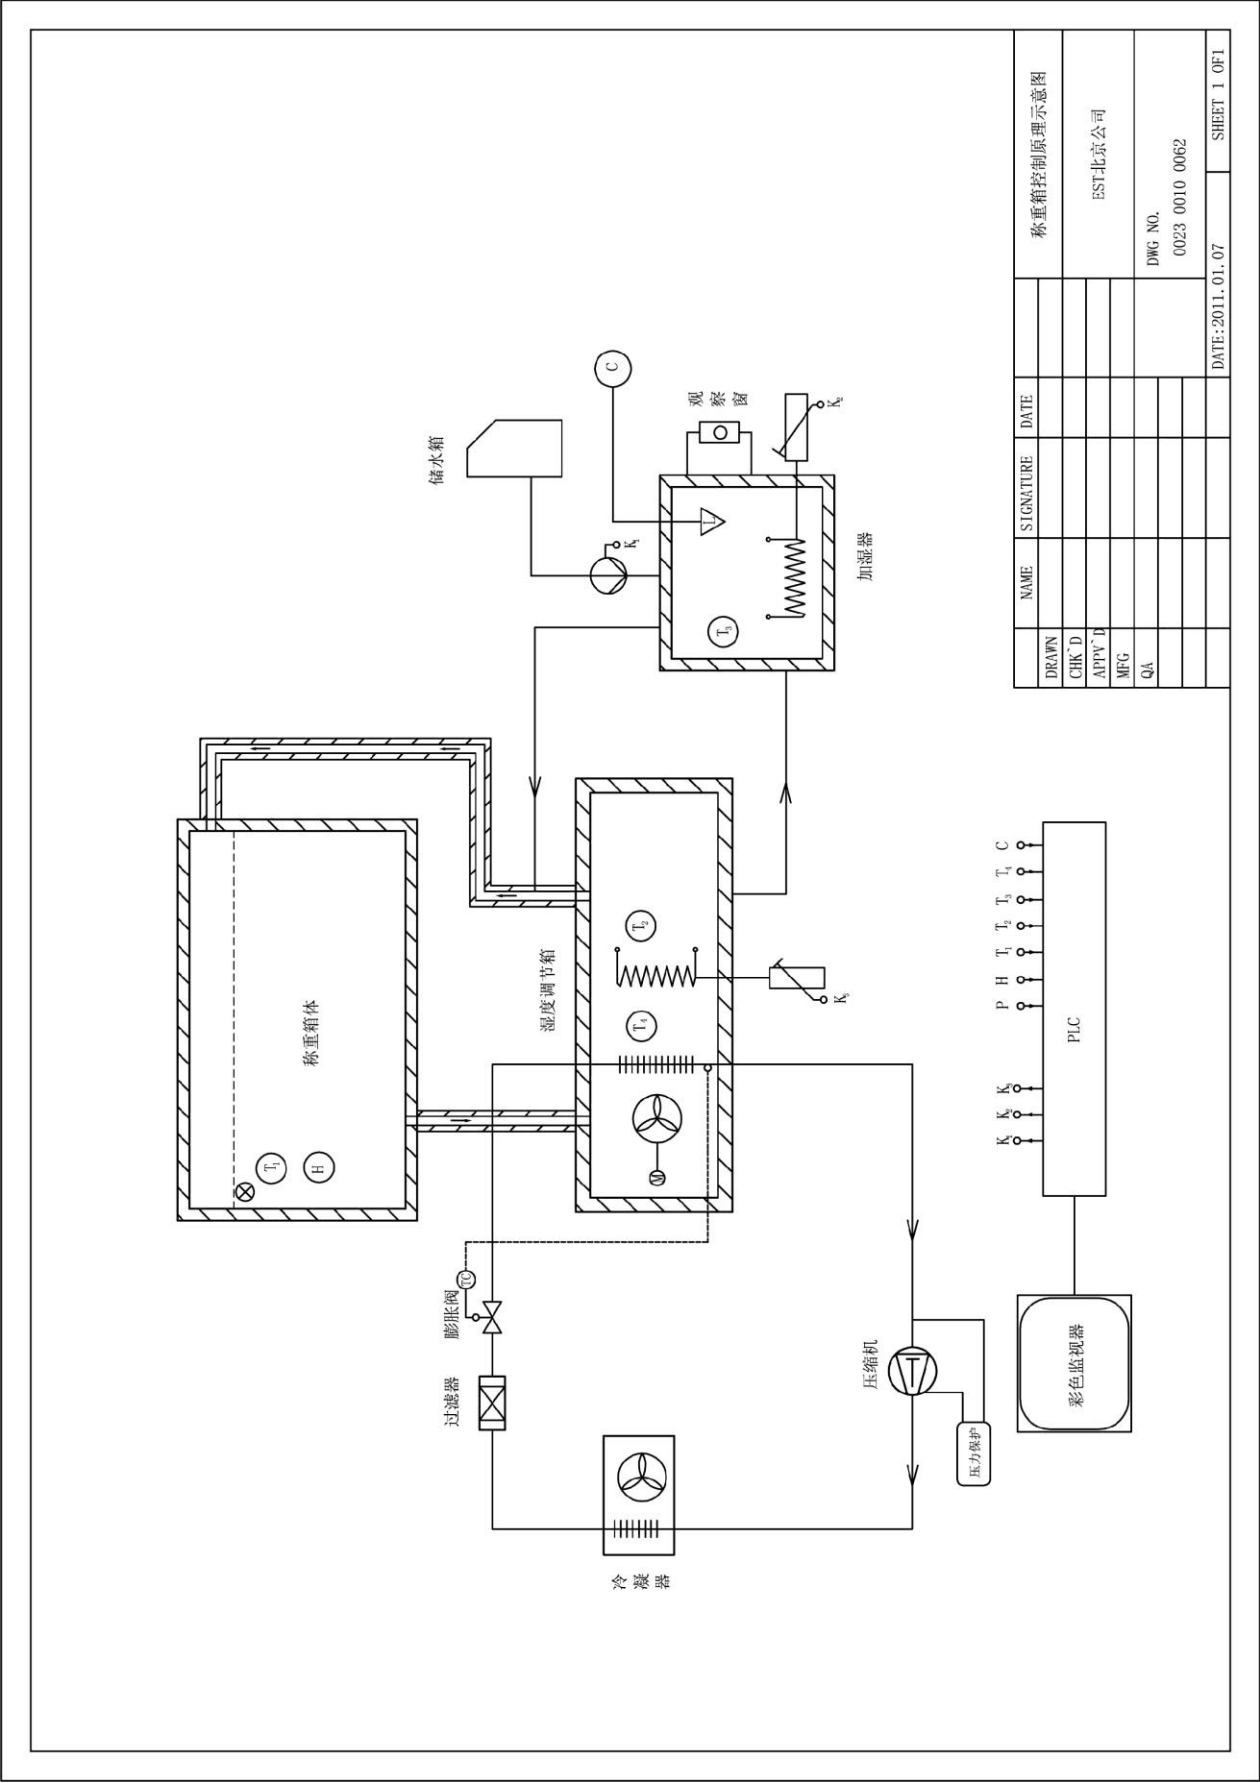 称重箱体
T₁
H
湿度调节箱
T₂
T₄
M
K₃
储水箱
K₁
C
L
T₃
观察窗
K₂
加湿器
TC
膨胀阀
过滤器
冷凝器
压缩机
压力保护
彩色监视器
PLC
K₁ K₂ K₃ P H T₁ T₂ T₃ T₄ C
NAME SIGNATURE DATE
DRAWN
CHK`D
APPV`D
MFG
QA
称重箱控制原理示意图
EST北京公司
DWG NO.
0023 0010 0062
DATE:2011.01.07
SHEET 1 OF1